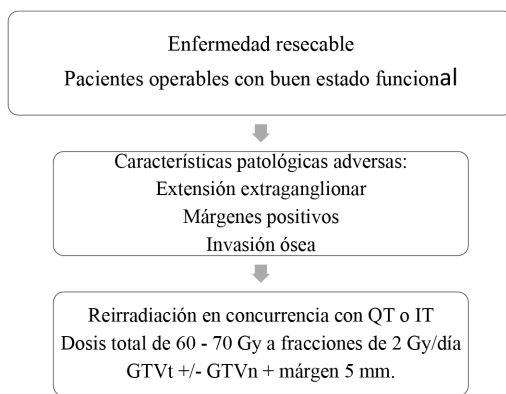 Enfermedad resecable
Pacientes operables con buen estado funcional
Características patológicas adversas:
Extensión extraganglionar
Márgenes positivos
Invasión ósea
Reirradiación en concurrencia con QT o IT
Dosis total de 60 - 70 Gy a fracciones de 2 Gy/día
GTVt +/- GTVn + márgen 5 mm.